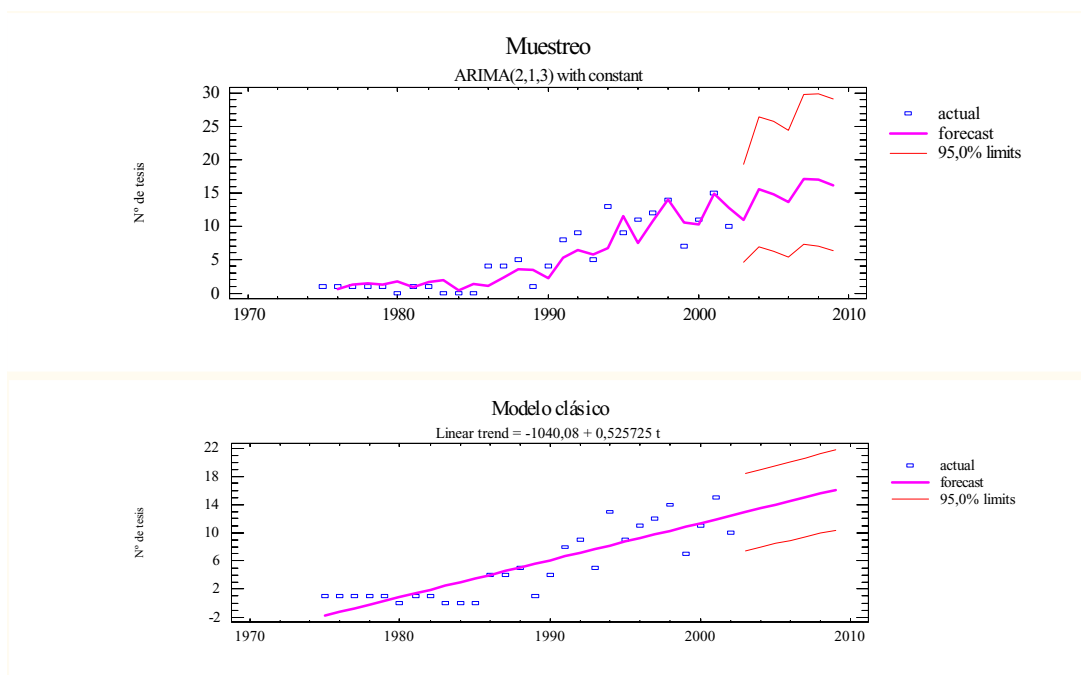 Muestreo
ARIMA(2,1,3) with constant
Nº de tesis
30
25
20
15
10
5
0
1970 1980 1990 2000 2010
actual
forecast
95,0% limits
Modelo clásico
Linear trend = -1040,08 + 0,525725 t
Nº de tesis
22
18
14
10
6
2
-2
1970 1980 1990 2000 2010
actual
forecast
95,0% limits